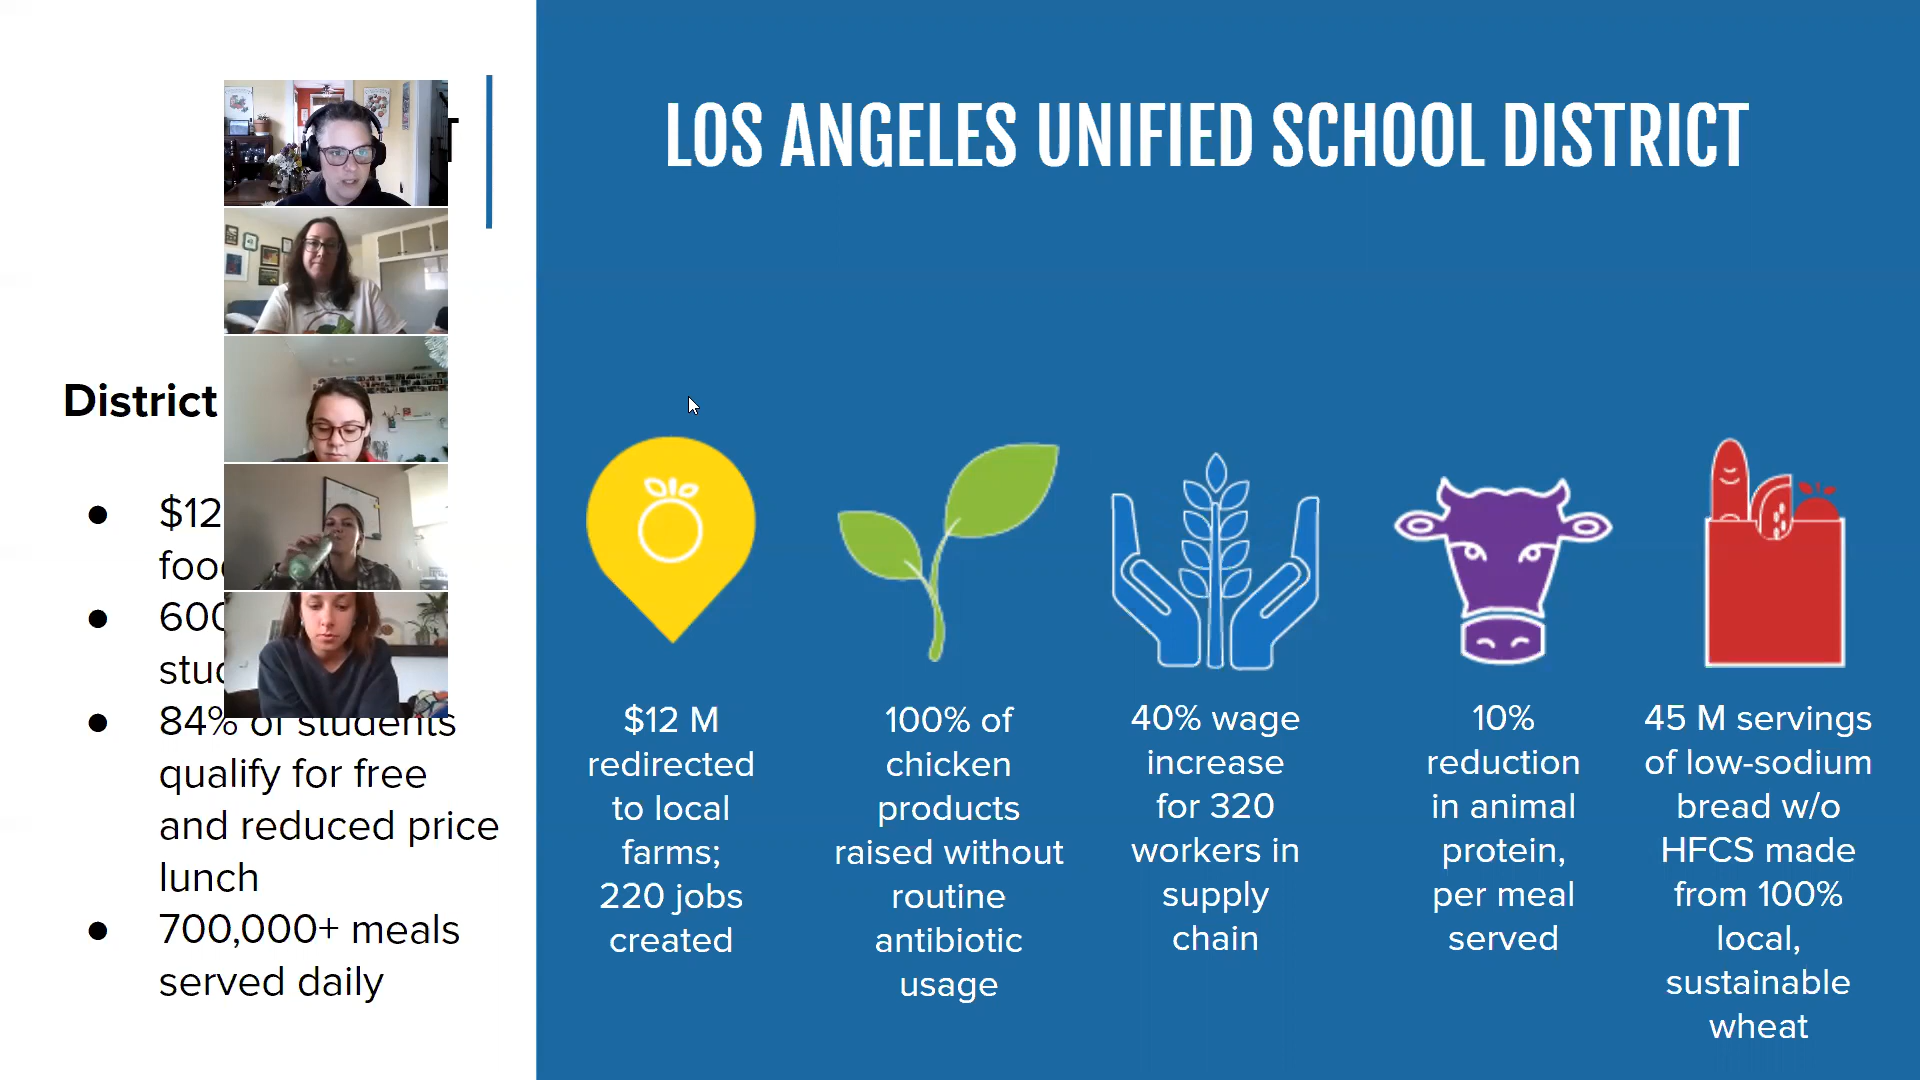 LOS ANGELES UNIFIED SCHOOL DISTRICT
District
$12
84% of students
qualify for free
and reduced price
lunch
700,000+ meals
served daily
$12 M
redirected
to local
farms;
220 jobs
created
100% of
chicken
products
raised without
routine
antibiotic
usage
40% wage
increase
for 320
workers in
supply
chain
10%
reduction
in animal
protein,
per meal
served
45 M servings
of low-sodium
bread w/o
HFCS made
from 100%
local,
sustainable
wheat